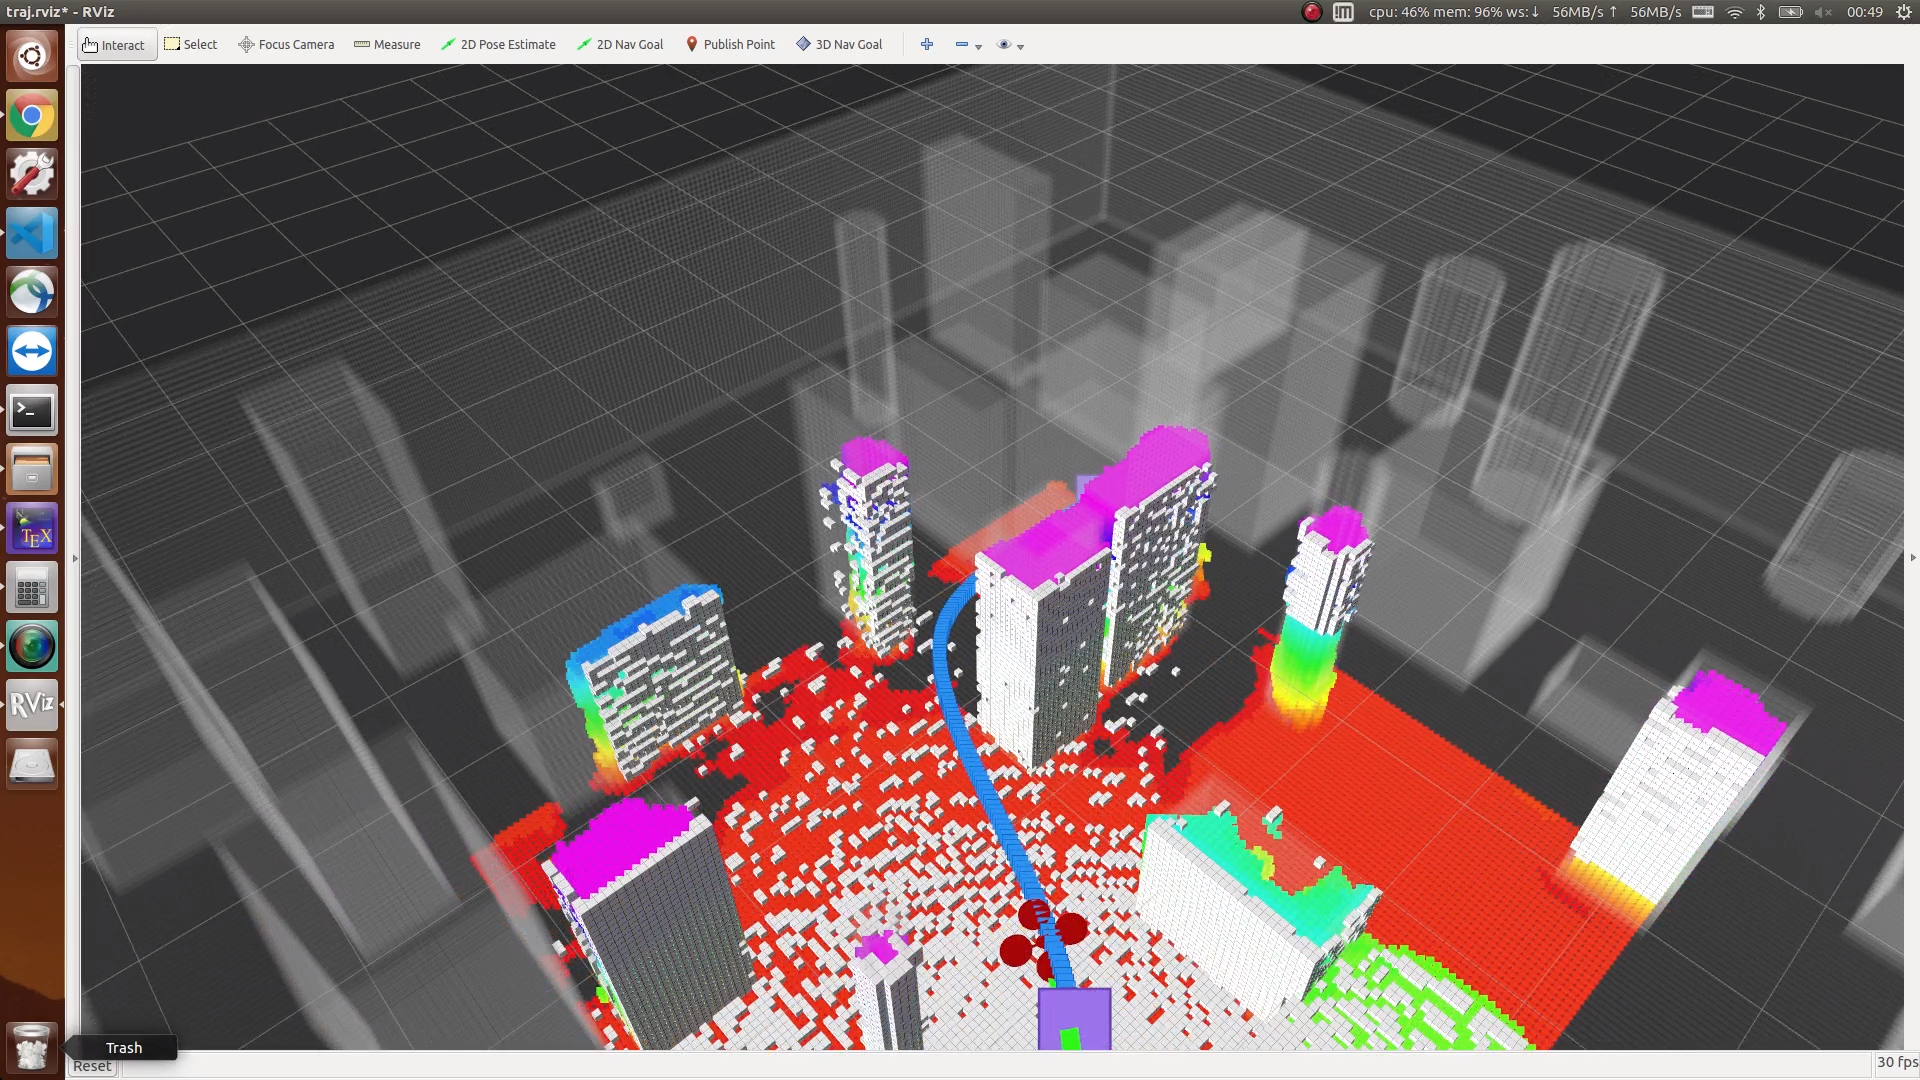 traj.rviz* - RViz
cpu: 46% mem: 96% ws:↓ 56MB/s↑ 56MB/s
00:49
Interact Select Focus Camera Measure 2D Pose Estimate 2D Nav Goal Publish Point 3D Nav Goal
TEX
RViz
Trash
Reset
30 fps